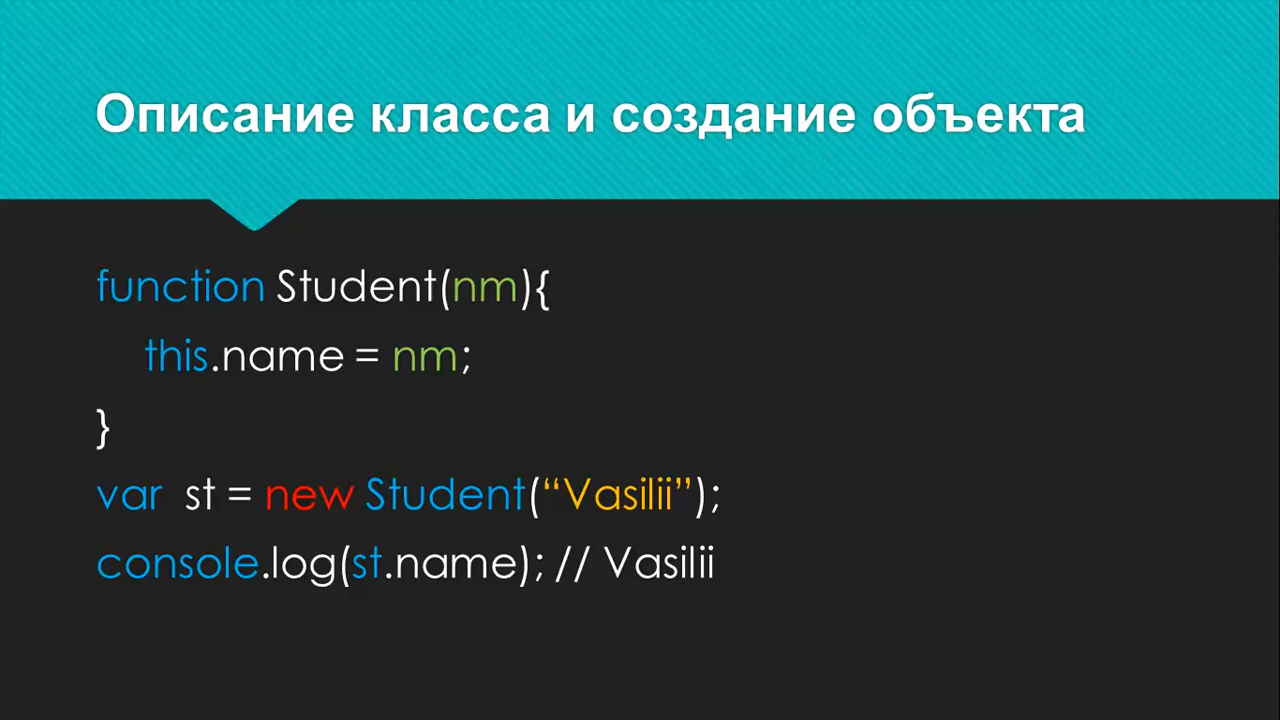 Описание класса и создание объекта
function Student(nm){
this.name = nm;
}
var st = new Student(“Vasilii”);
console.log(st.name); // Vasilii